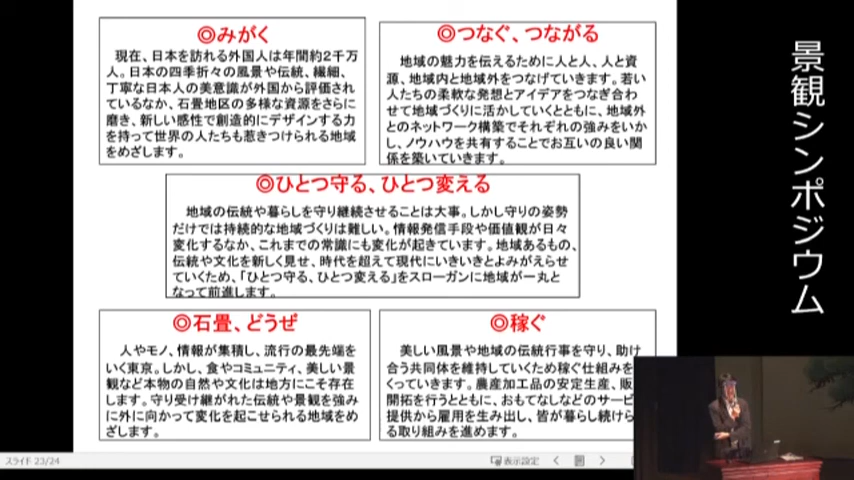 ◎みがく
現在、日本を訪れる外国人は年間約2千万
人。日本の四季折々の風景や伝統、繊細、
丁寧な日本人の美意識が外国から評価され
ているなか、石畳地区の多様な資源をさらに
磨き、新しい感性で創造的にデザインする力
を持って世界の人たちも惹きつけられる地域
をめざします。
◎つなぐ、つながる
地域の魅力を伝えるために人と人、人と資
源、地域内と地域外をつなげていきます。若い
人たちの柔軟な発想とアイデアをつなぎ合わ
せて地域づくりに活かしていくとともに、地域外
とのネットワーク構築でそれぞれの強みをいか
し、ノウハウを共有することでお互いの良い関
係を築いていきます。
◎ひとつ守る、ひとつ変える
地域の伝統や暮らしを守り継続させることは大事。しかし守りの姿勢
だけでは持続的な地域づくりは難しい。情報発信手段や価値観が日々
変化するなか、これまでの常識にも変化が起きています。地域あるもの、
伝統や文化を新しく見せ、時代を超えて現代にいきいきとよみがえらせ
ていくため、「ひとつ守る、ひとつ変える」をスローガンに地域が一丸と
なって前進します。
◎石畳、どうぜ
人やモノ、情報が集積し、流行の最先端を
いく東京。しかし、食やコミュニティ、美しい景
観など本物の自然や文化は地方にこそ存在
します。守り受け継がれた伝統や景観を強み
に外に向かって変化を起こせられる地域をめ
ざします。
◎稼ぐ
美しい風景や地域の伝統行事を守り、助け
合う共同体を維持していくため稼ぐ仕組みを
くっていきます。農産加工品の安定生産、販
開拓を行うとともに、おもてなしなどのサービ
提供から雇用を生み出し、皆が暮らし続けら
る取り組みを進めます。
景観シンポジウム
スライド 23/24
表示設定